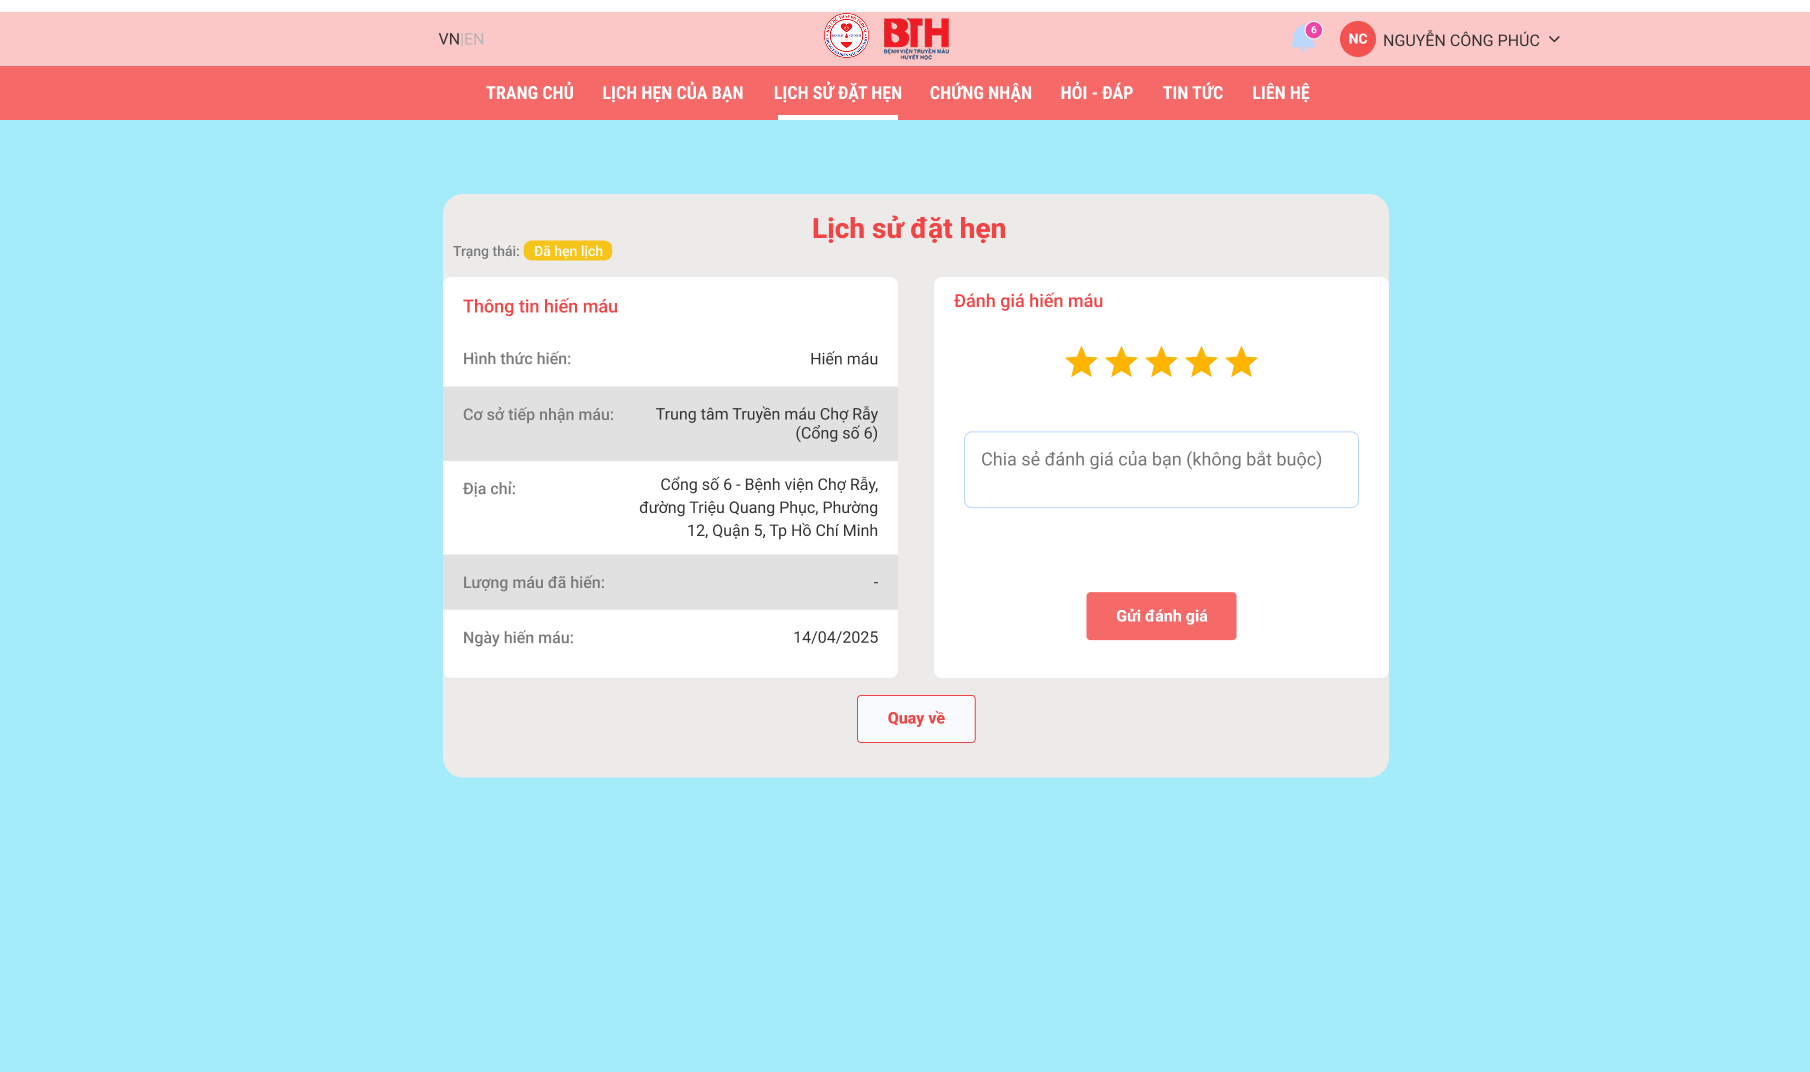 VN|EN
BTH
BỆNH VIỆN TRUYỀN MÁU
HUYẾT HỌC
6
NC
NGUYỄN CÔNG PHÚC
TRANG CHỦ
LỊCH HẸN CỦA BẠN
LỊCH SỬ ĐẶT HẸN
CHỨNG NHẬN
HỎI - ĐÁP
TIN TỨC
LIÊN HỆ
Lịch sử đặt hẹn
Trạng thái: Đã hẹn lịch
Thông tin hiến máu
Hình thức hiến: Hiến máu
Cơ sở tiếp nhận máu: Trung tâm Truyền máu Chợ Rẫy
(Cổng số 6)
Địa chỉ: Cổng số 6 - Bệnh viện Chợ Rẫy,
đường Triệu Quang Phục, Phường
12, Quận 5, Tp Hồ Chí Minh
Lượng máu đã hiến: -
Ngày hiến máu: 14/04/2025
Đánh giá hiến máu
Chia sẻ đánh giá của bạn (không bắt buộc)
Gửi đánh giá
Quay về